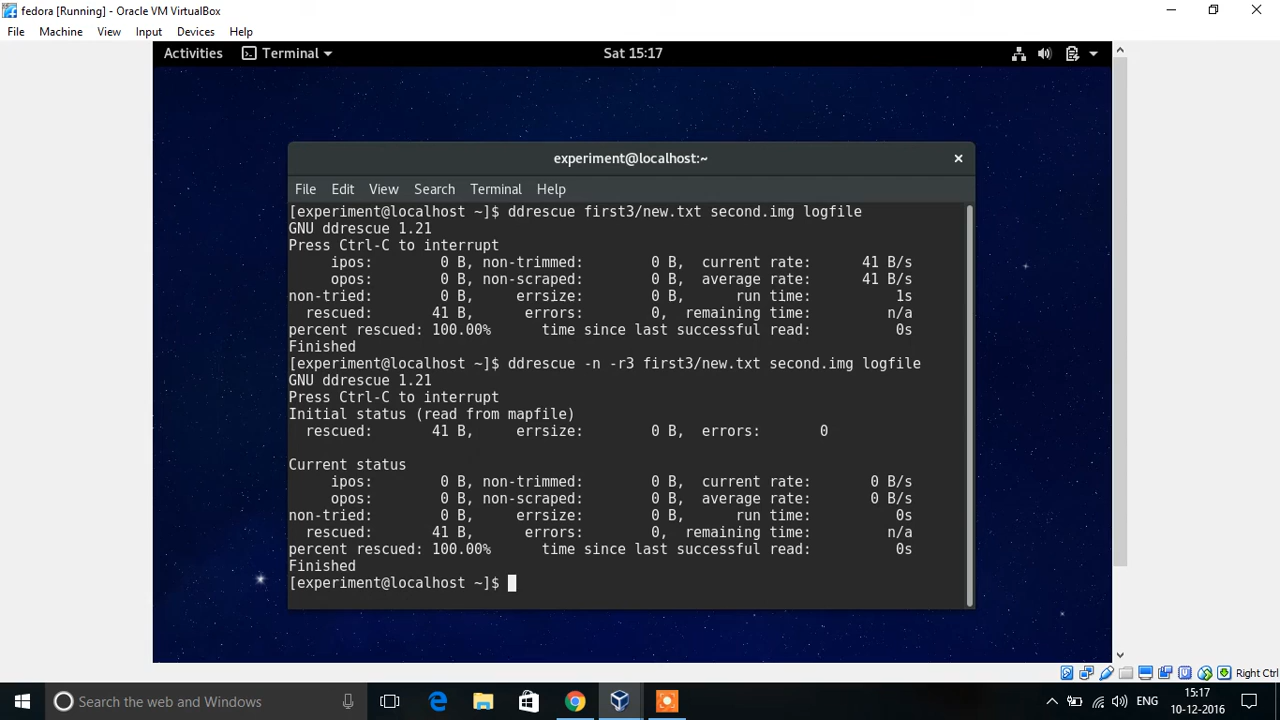 fedora [Running] - Oracle VM VirtualBox
File Machine View Input Devices Help
Activities Terminal Sat 15:17
experiment@localhost:~
File Edit View Search Terminal Help
[experiment@localhost ~]$ ddrescue first3/new.txt second.img logfile
GNU ddrescue 1.21
Press Ctrl-C to interrupt
ipos: 0 B, non-trimmed: 0 B, current rate: 41 B/s
opos: 0 B, non-scraped: 0 B, average rate: 41 B/s
non-tried: 0 B, errsize: 0 B, run time: 1s
rescued: 41 B, errors: 0, remaining time: n/a
percent rescued: 100.00% time since last successful read: 0s
Finished
[experiment@localhost ~]$ ddrescue -n -r3 first3/new.txt second.img logfile
GNU ddrescue 1.21
Press Ctrl-C to interrupt
Initial status (read from mapfile)
rescued: 41 B, errsize: 0 B, errors: 0
Current status
ipos: 0 B, non-trimmed: 0 B, current rate: 0 B/s
opos: 0 B, non-scraped: 0 B, average rate: 0 B/s
non-tried: 0 B, errsize: 0 B, run time: 0s
rescued: 41 B, errors: 0, remaining time: n/a
percent rescued: 100.00% time since last successful read: 0s
Finished
[experiment@localhost ~]$
Right Ctrl
Search the web and Windows
ENG
15:17
10-12-2016